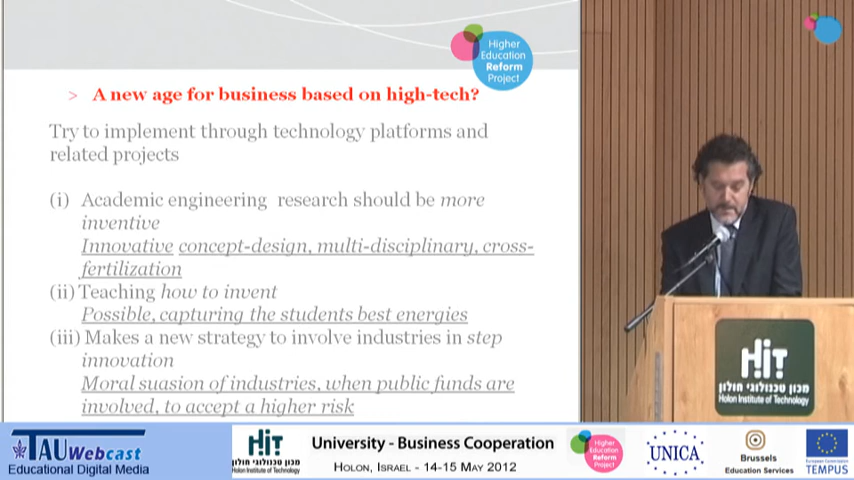 Higher
Education
Reform
Project
> A new age for business based on high-tech?
Try to implement through technology platforms and
related projects
(i) Academic engineering research should be more
inventive
Innovative concept-design, multi-disciplinary, cross-
fertilization
(ii) Teaching how to invent
Possible, capturing the students best energies
(iii) Makes a new strategy to involve industries in step
innovation
Moral suasion of industries, when public funds are
involved, to accept a higher risk
HiT
מכון טכנולוגי חולון
Holon Institute of Technology
TAU Webcast
Educational Digital Media
HiT
מכון טכנולוגי חולון
Holon Institute of Technology
University - Business Cooperation
Holon, Israel - 14-15 May 2012
Higher
Education
Reform
Project
UNICA
Brussels
Education Services
TEMPUS